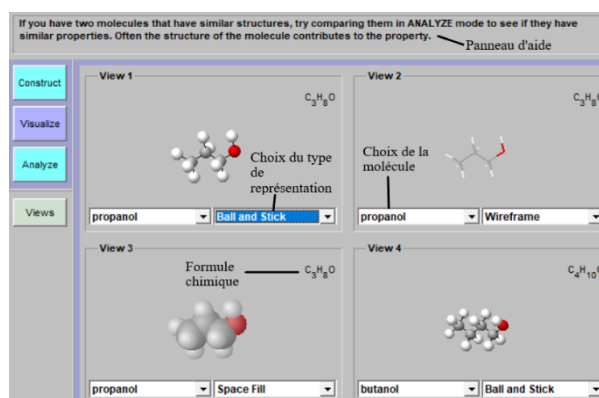 If you have two molecules that have similar structures, try comparing them in ANALYZE mode to see if they have
similar properties. Often the structure of the molecule contributes to the property.
Panneau d'aide
Construct
Visualize
Analyze
Views
View 1
C3H8O
Choix du type
de
représentation
propanol
Ball and Stick
View 2
C3H8O
Choix de la
molécule
propanol
Wireframe
View 3
Formule
chimique
C3H8O
propanol
Space Fill
View 4
C4H10O
butanol
Ball and Stick